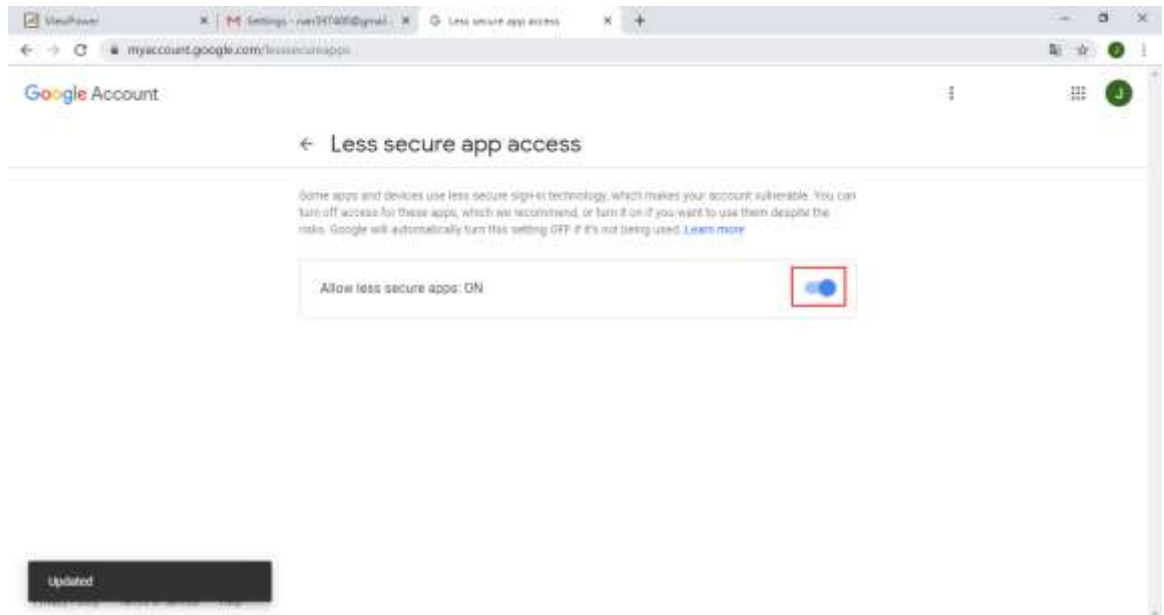 ViewPower
Settings
Less secure app access
myaccount.google.com/lesssecureapps
Google Account
J
Less secure app access
Some apps and devices use less secure sign-in technology, which makes your account vulnerable. You can
turn off access for these apps, which we recommend, or turn it on if you want to use them despite the
risks. Google will automatically turn this setting OFF if it's not being used. Learn more
Allow less secure apps: ON
Updated